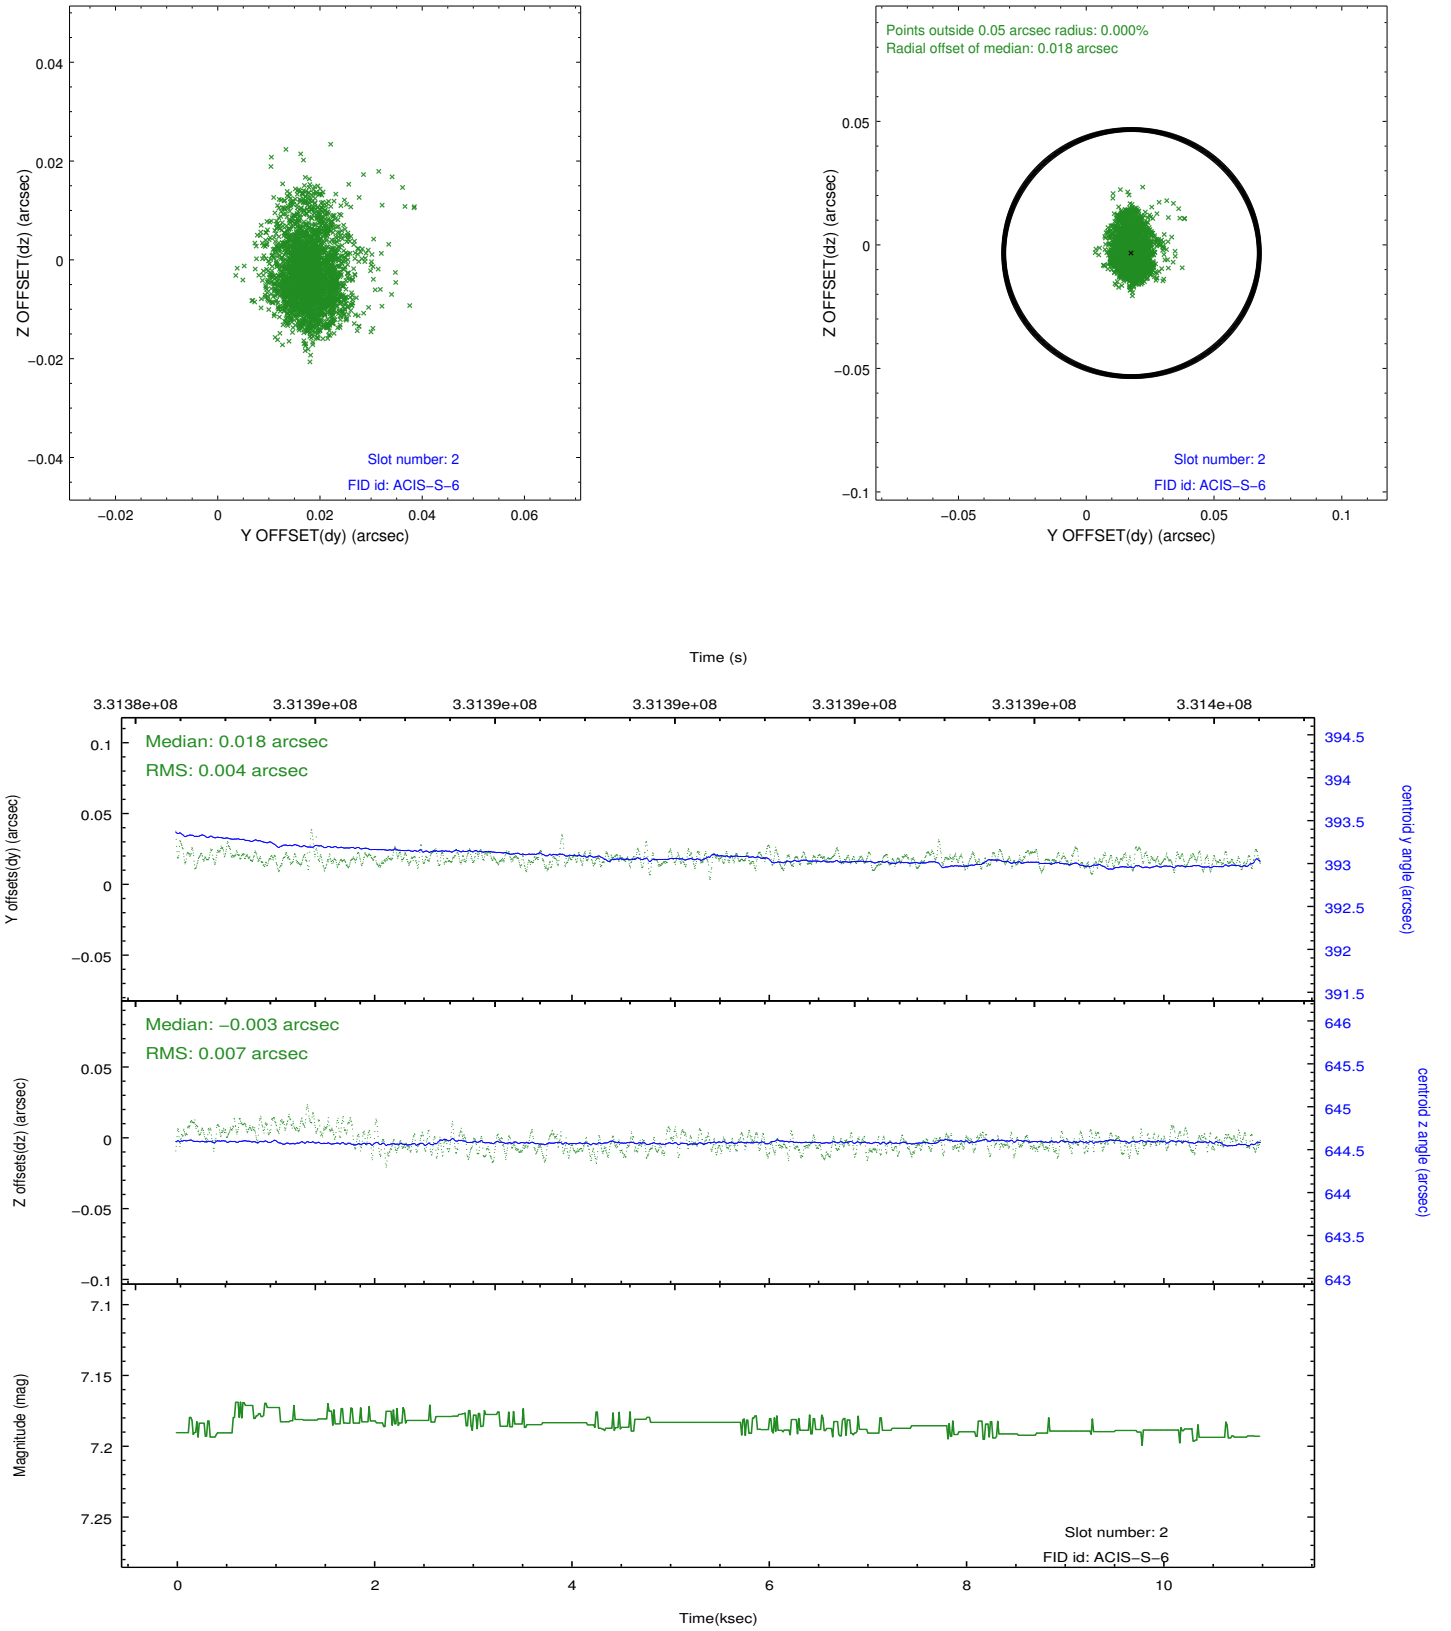 0.04
0.02
0
−0.02
−0.04
Z OFFSET(dz) (arcsec)
Slot number: 2
FID id: ACIS−S−6
−0.02
0
0.02
0.04
0.06
Y OFFSET(dy) (arcsec)
Points outside 0.05 arcsec radius: 0.000%
Radial offset of median: 0.018 arcsec
0.05
0
−0.05
−0.1
Z OFFSET(dz) (arcsec)
Slot number: 2
FID id: ACIS−S−6
−0.05
0
0.05
0.1
Y OFFSET(dy) (arcsec)
Time (s)
3.3138e+08
3.3139e+08
3.3139e+08
3.3139e+08
3.3139e+08
3.3139e+08
3.314e+08
Median: 0.018 arcsec
RMS: 0.004 arcsec
0.1
0.05
0
−0.05
Y offsets(dy) (arcsec)
394.5
394
393.5
393
392.5
392
391.5
centroid y angle (arcsec)
Median: −0.003 arcsec
RMS: 0.007 arcsec
0.05
0
−0.05
−0.1
Z offsets(dz) (arcsec)
646
645.5
645
644.5
644
643.5
643
centroid z angle (arcsec)
7.1
7.15
7.2
7.25
Magnitude (mag)
Slot number: 2
FID id: ACIS−S−6
0
2
4
6
8
10
Time(ksec)